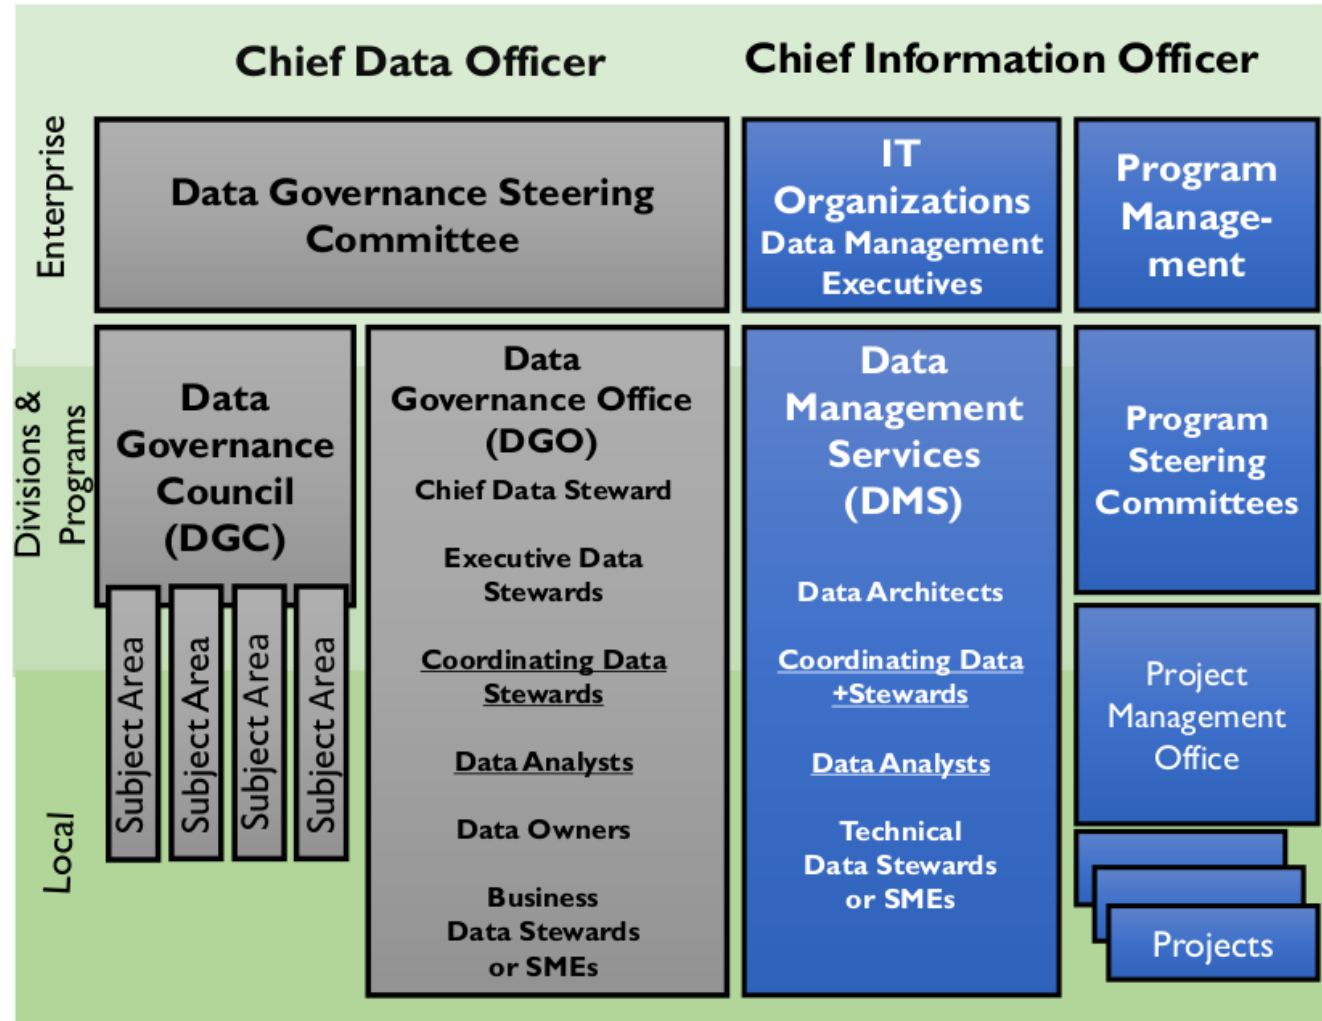 Chief Data Officer
Chief Information Officer
Enterprise
Data Governance Steering
Committee
IT
Organizations
Data Management
Executives
Program
Manage-
ment
Divisions &
Programs
Data
Governance
Council
(DGC)
Data
Governance Office
(DGO)
Chief Data Steward
Executive Data
Stewards
Coordinating Data
Stewards
Data Analysts
Data Owners
Business
Data Stewards
or SMEs
Data
Management
Services
(DMS)
Data Architects
Coordinating Data
+Stewards
Data Analysts
Technical
Data Stewards
or SMEs
Program
Steering
Committees
Local
Subject Area
Subject Area
Subject Area
Subject Area
Project
Management
Office
Projects